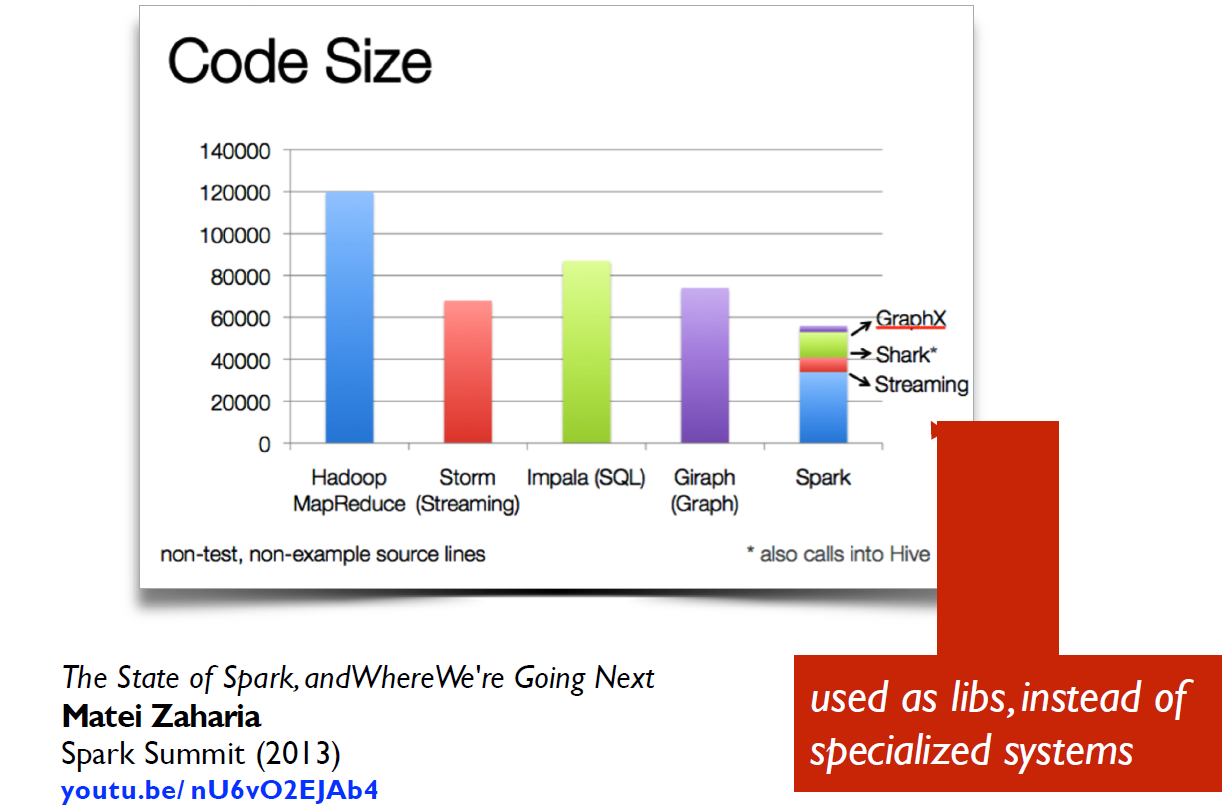 Code Size
140000
120000
100000
80000
60000
40000
20000
0
GraphX
Shark*
Streaming
Hadoop
MapReduce
Storm
(Streaming)
Impala (SQL)
Giraph
(Graph)
Spark
non-test, non-example source lines
* also calls into Hive
The State of Spark, andWhereWe're Going Next
Matei Zaharia
Spark Summit (2013)
youtu.be/ nU6vO2EJAb4
used as libs, instead of
specialized systems